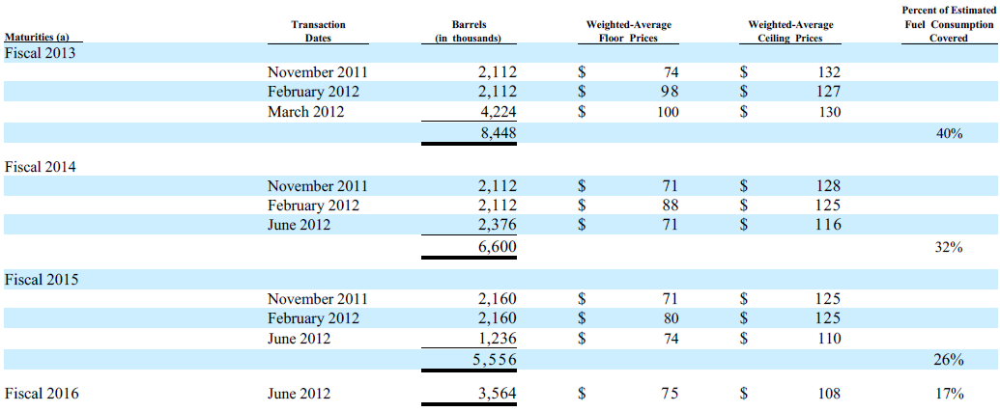 Maturities (a) Transaction Dates Barrels (in thousands) Weighted-Average Floor Prices Weighted-Average Ceiling Prices Percent of Estimated Fuel Consumption Covered
Fiscal 2013
November 2011 2,112 $ 74 $ 132
February 2012 2,112 $ 98 $ 127
March 2012 4,224 $ 100 $ 130
8,448 40%
Fiscal 2014
November 2011 2,112 $ 71 $ 128
February 2012 2,112 $ 88 $ 125
June 2012 2,376 $ 71 $ 116
6,600 32%
Fiscal 2015
November 2011 2,160 $ 71 $ 125
February 2012 2,160 $ 80 $ 125
June 2012 1,236 $ 74 $ 110
5,556 26%
Fiscal 2016 June 2012 3,564 $ 75 $ 108 17%